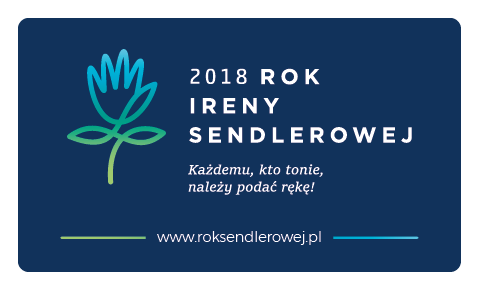 2018 ROK
IRENY
SENDLEROWEJ
Każdemu, kto tonie,
należy podać rękę!
www.roksendlerowej.pl